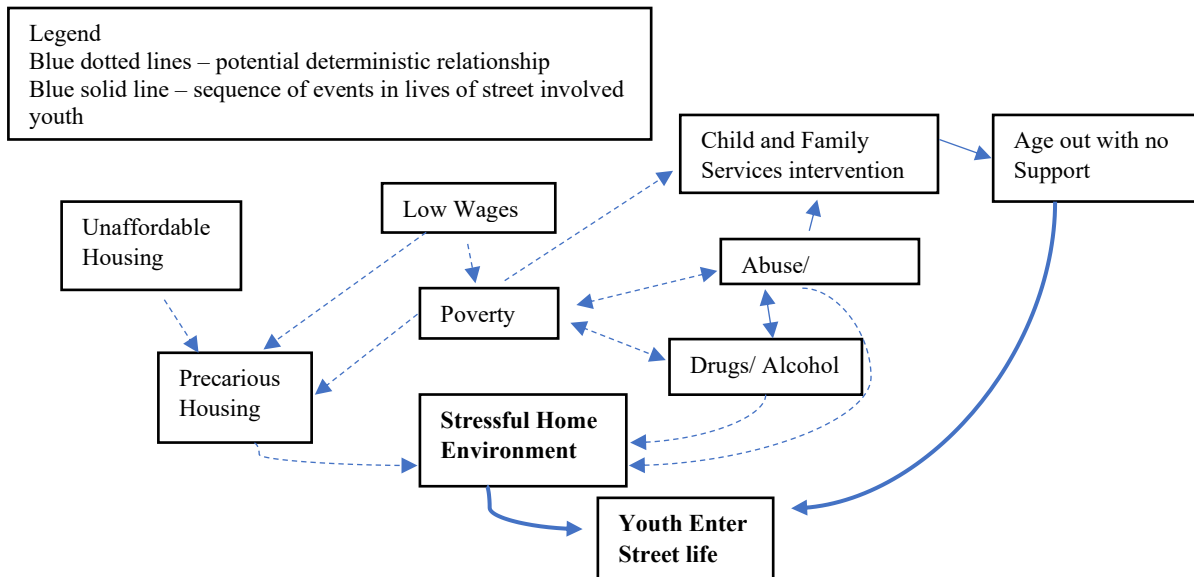 Legend
Blue dotted lines – potential deterministic relationship
Blue solid line – sequence of events in lives of street involved
youth
Child and Family
Services intervention
Age out with no
Support
Unaffordable
Housing
Low Wages
Abuse/
Poverty
Precarious
Housing
Drugs/ Alcohol
Stressful Home
Environment
Youth Enter
Street life